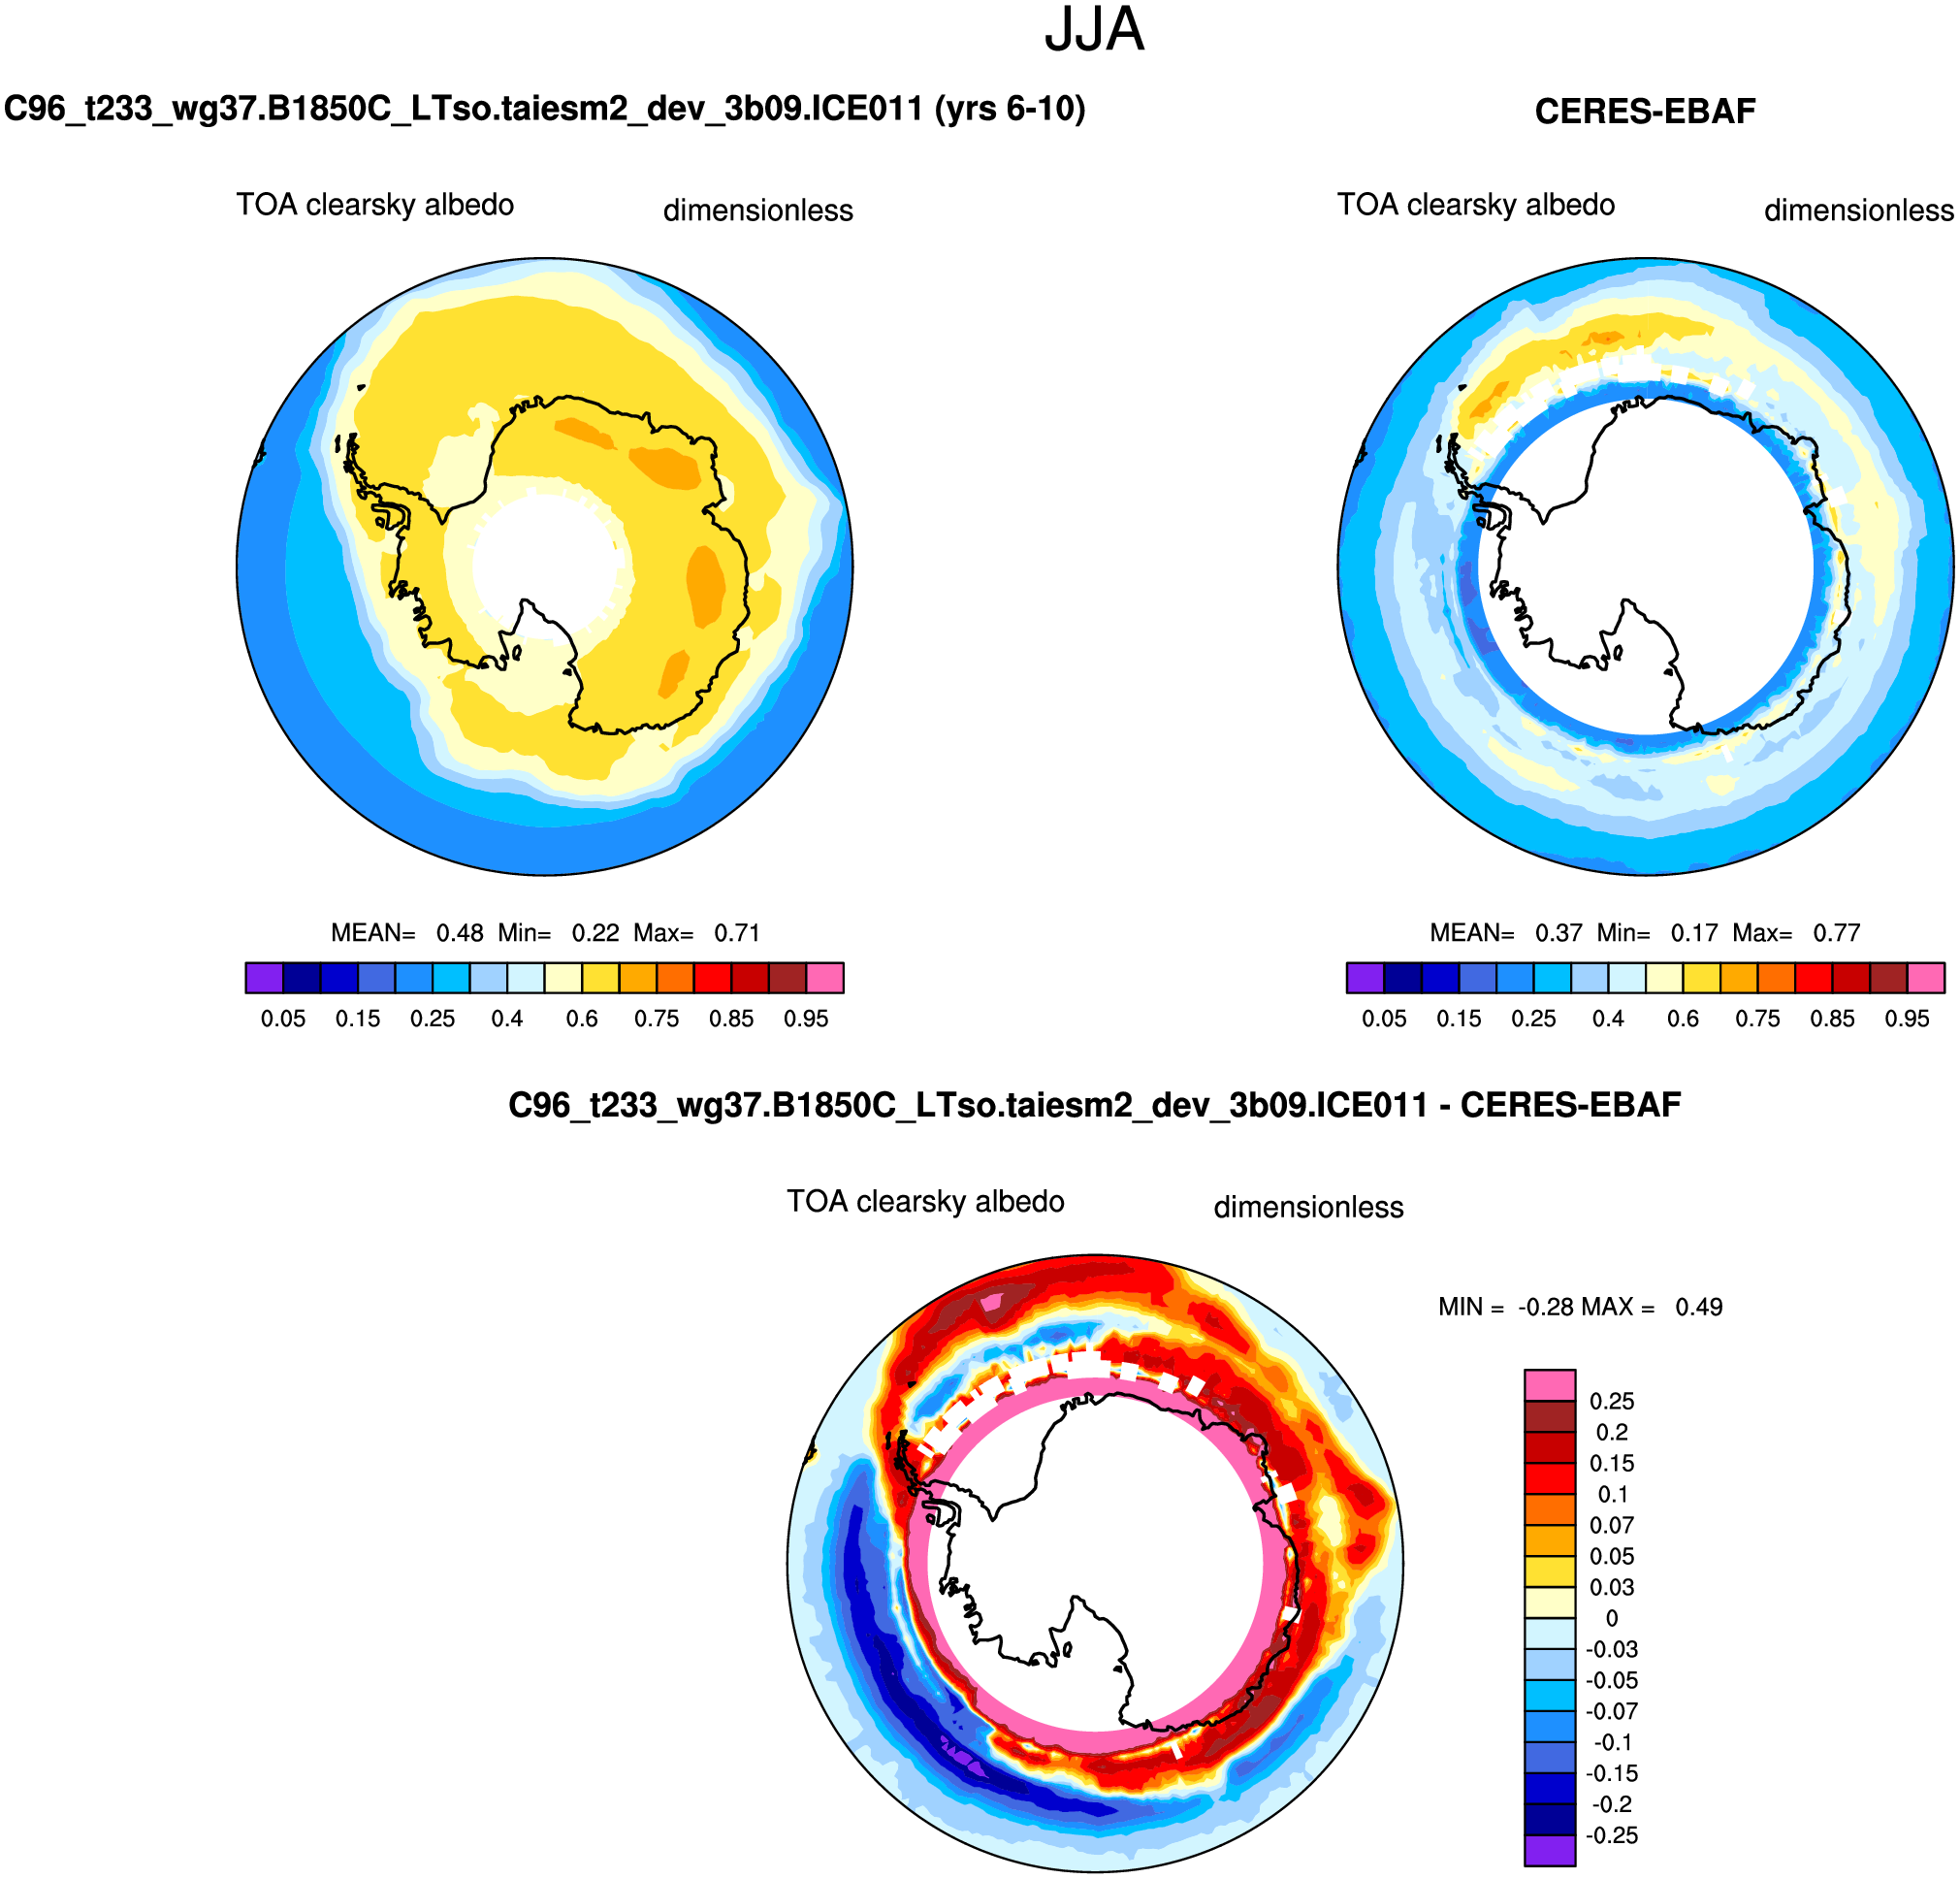 JJA
C96_t233_wg37.B1850C_LTso.taiesm2_dev_3b09.ICE011 (yrs 6-10)
CERES-EBAF
TOA clearsky albedo dimensionless
TOA clearsky albedo dimensionless
MEAN= 0.48 Min= 0.22 Max= 0.71
MEAN= 0.37 Min= 0.17 Max= 0.77
0.05 0.15 0.25 0.4 0.6 0.75 0.85 0.95
0.05 0.15 0.25 0.4 0.6 0.75 0.85 0.95
C96_t233_wg37.B1850C_LTso.taiesm2_dev_3b09.ICE011 - CERES-EBAF
TOA clearsky albedo dimensionless
MIN = -0.28 MAX = 0.49
0.25
0.2
0.15
0.1
0.07
0.05
0.03
0
-0.03
-0.05
-0.07
-0.1
-0.15
-0.2
-0.25